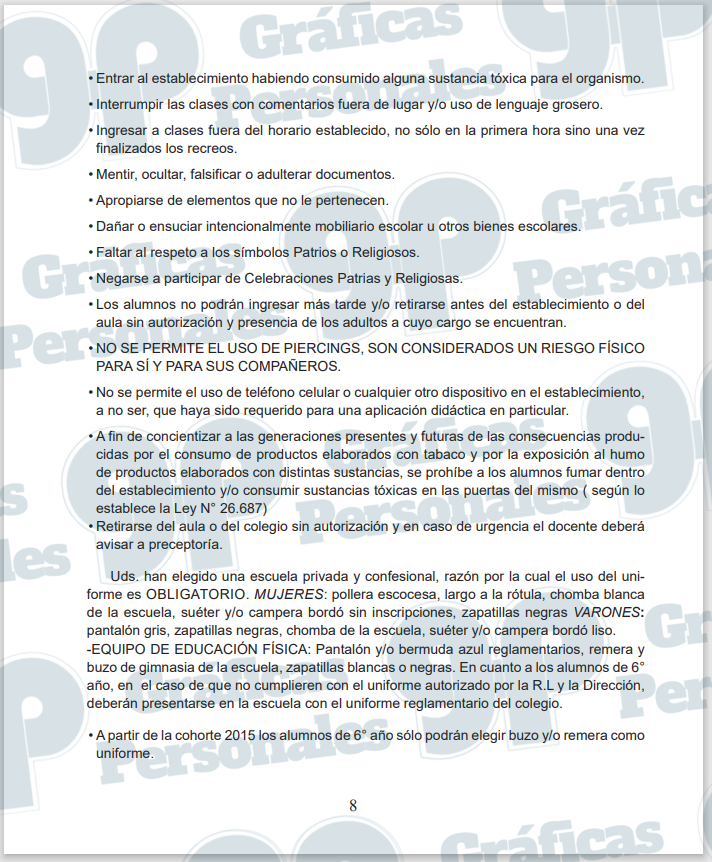 • Entrar al establecimiento habiendo consumido alguna sustancia tóxica para el organismo.
• Interrumpir las clases con comentarios fuera de lugar y/o uso de lenguaje grosero.
• Ingresar a clases fuera del horario establecido, no sólo en la primera hora sino una vez
finalizados los recreos.
• Mentir, ocultar, falsificar o adulterar documentos.
• Apropiarse de elementos que no le pertenecen.
• Dañar o ensuciar intencionalmente mobiliario escolar u otros bienes escolares.
• Faltar al respeto a los símbolos Patrios o Religiosos.
• Negarse a participar de Celebraciones Patrias y Religiosas.
• Los alumnos no podrán ingresar más tarde y/o retirarse antes del establecimiento o del
aula sin autorización y presencia de los adultos a cuyo cargo se encuentran.
• NO SE PERMITE EL USO DE PIERCINGS, SON CONSIDERADOS UN RIESGO FÍSICO
PARA SÍ Y PARA SUS COMPAÑEROS.
• No se permite el uso de teléfono celular o cualquier otro dispositivo en el establecimiento,
a no ser, que haya sido requerido para una aplicación didáctica en particular.
• A fin de concientizar a las generaciones presentes y futuras de las consecuencias produ-
cidas por el consumo de productos elaborados con tabaco y por la exposición al humo
de productos elaborados con distintas sustancias, se prohíbe a los alumnos fumar dentro
del establecimiento y/o consumir sustancias tóxicas en las puertas del mismo ( según lo
establece la Ley N° 26.687)
• Retirarse del aula o del colegio sin autorización y en caso de urgencia el docente deberá
avisar a preceptoría.
Uds. han elegido una escuela privada y confesional, razón por la cual el uso del uni-
forme es OBLIGATORIO. MUJERES: pollera escocesa, largo a la rótula, chomba blanca
de la escuela, suéter y/o campera bordó sin inscripciones, zapatillas negras VARONES:
pantalón gris, zapatillas negras, chomba de la escuela, suéter y/o campera bordó liso.
-EQUIPO DE EDUCACIÓN FÍSICA: Pantalón y/o bermuda azul reglamentarios, remera y
buzo de gimnasia de la escuela, zapatillas blancas o negras. En cuanto a los alumnos de 6°
año, en el caso de que no cumplieren con el uniforme autorizado por la R.L y la Dirección,
deberán presentarse en la escuela con el uniforme reglamentario del colegio.
• A partir de la cohorte 2015 los alumnos de 6° año sólo podrán elegir buzo y/o remera como
uniforme.
8
gp Gráficas
Personales